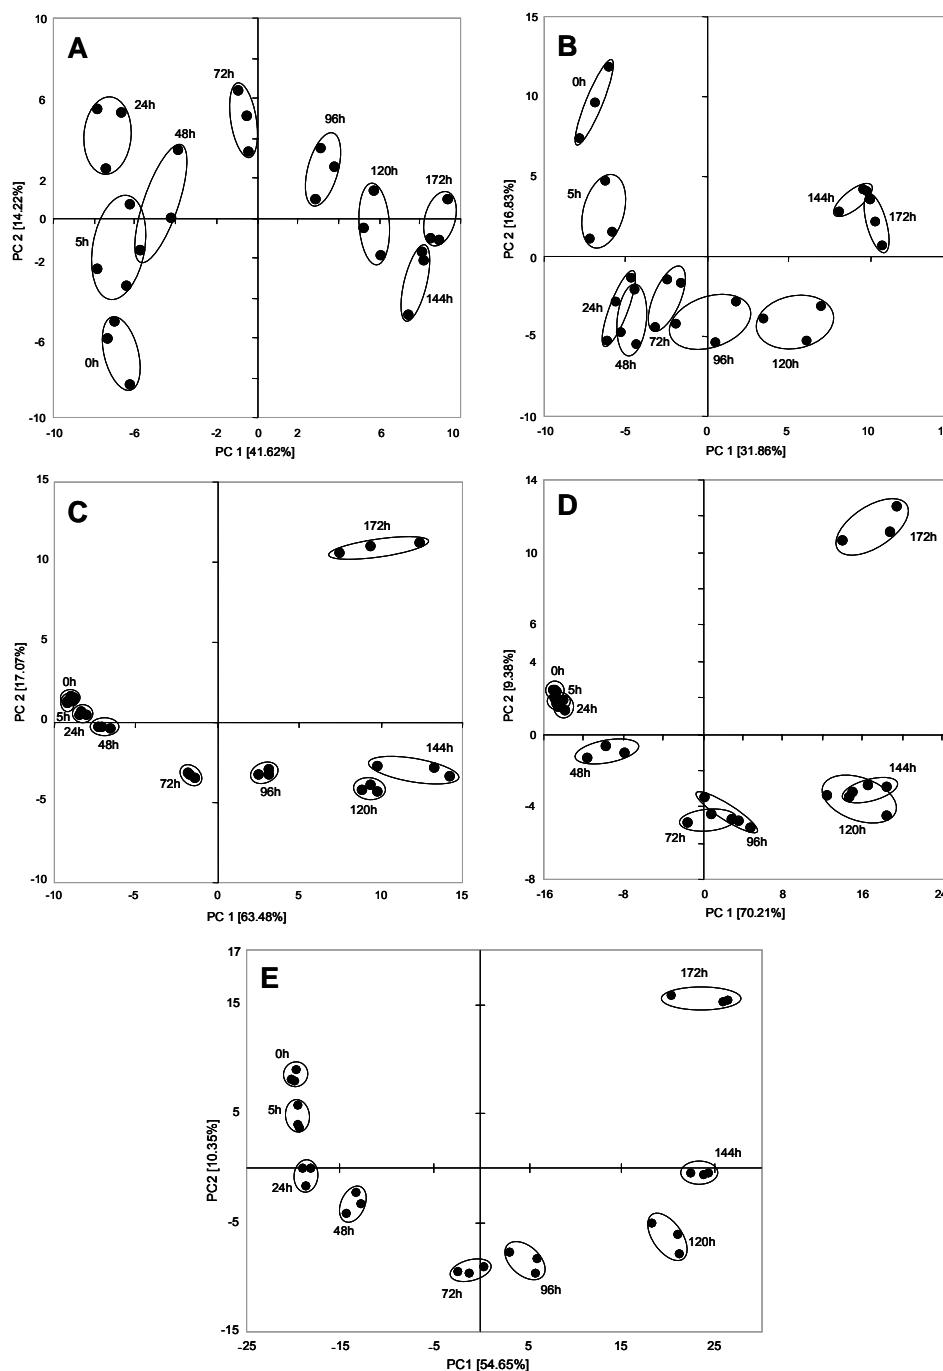 A
10
6
2
0
-2
-6
-10
PC 2 [14.22%]
24h
48h
72h
96h
120h
172h
5h
144h
0h
-10 -6 -2 0 2 6 10
PC 1 [41.62%]
B
15
10
5
0
-5
-10
PC 2 [16.83%]
0h
5h
144h
172h
24h
48h
72h
96h
120h
-10 -5 0 5 10 15
PC 1 [31.86%]
C
15
10
5
0
-5
-10
PC 2 [17.07%]
172h
0h
5h
24h
48h
72h
96h
144h
120h
-10 -5 0 5 10 15
PC 1 [63.48%]
D
14
12
8
4
0
-4
-8
PC 2 [9.38%]
172h
0h
5h
24h
48h
144h
72h
96h
120h
-16 -8 0 8 16 24
PC 1 [70.21%]
E
17
15
5
-5
-15
PC2 [10.35%]
172h
0h
5h
24h
144h
48h
120h
72h
96h
-25 -15 -5 5 15 25
PC1 [54.65%]